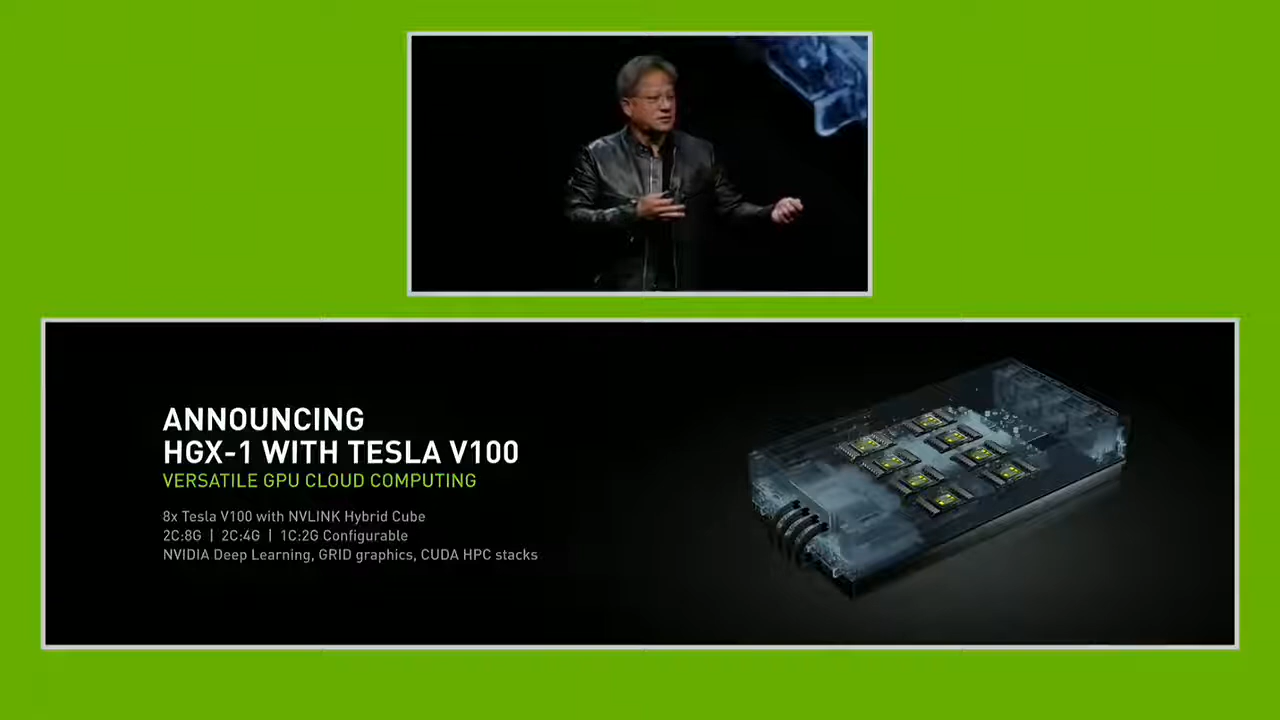 ANNOUNCING
HGX-1 WITH TESLA V100
VERSATILE GPU CLOUD COMPUTING
8x Tesla V100 with NVLINK Hybrid Cube
2C:8G | 2C:4G | 1C:2G Configurable
NVIDIA Deep Learning, GRID graphics, CUDA HPC stacks